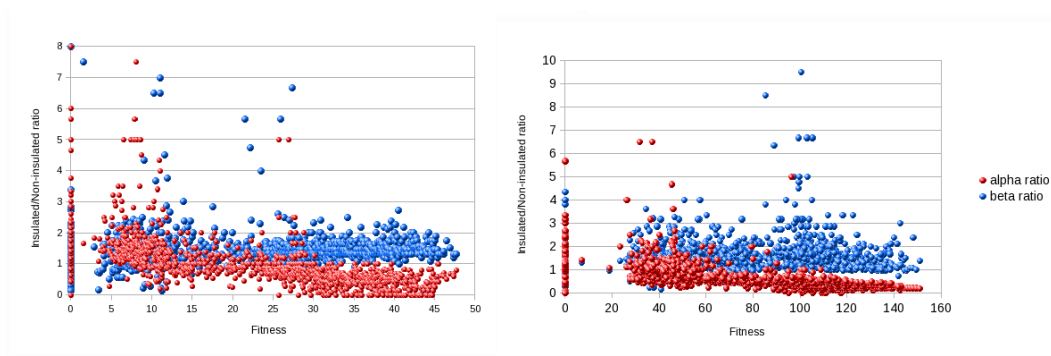 8
7
6
5
4
3
2
1
0
0 5 10 15 20 25 30 35 40 45 50
Insulated/Non-insulated ratio
Fitness
10
9
8
7
6
5
4
3
2
1
0
0 20 40 60 80 100 120 140 160
Insulated/Non-insulated ratio
Fitness
alpha ratio
beta ratio